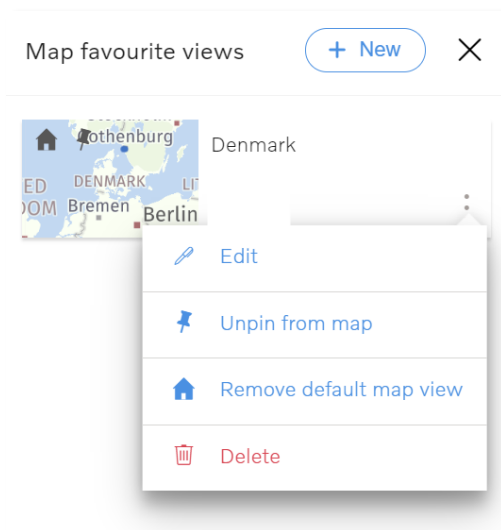 Map favourite views
+ New
Gothenburg
Denmark
DENMARK
Bremen
Berlin
Edit
Unpin from map
Remove default map view
Delete